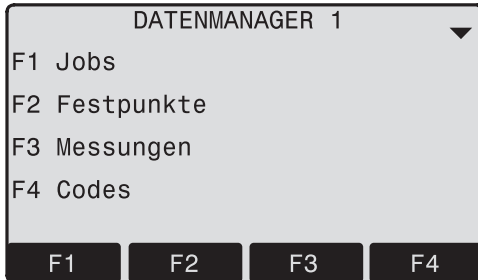 DATENMANAGER 1
F1 Jobs
F2 Festpunkte
F3 Messungen
F4 Codes
F1 F2 F3 F4